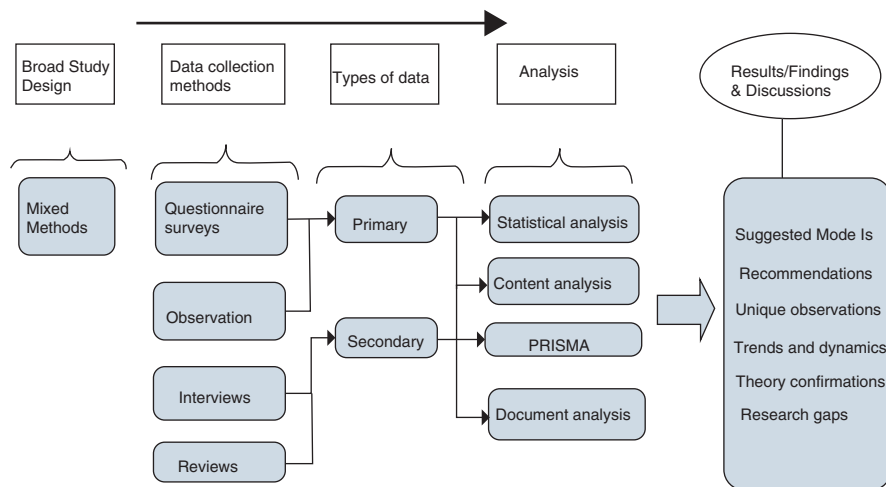 Broad Study
Design
Data collection
methods
Types of data
Analysis
Results/Findings
& Discussions
Mixed
Methods
Questionnaire
surveys
Observation
Interviews
Reviews
Primary
Secondary
Statistical analysis
Content analysis
PRISMA
Document analysis
Suggested Mode Is
Recommendations
Unique observations
Trends and dynamics
Theory confirmations
Research gaps